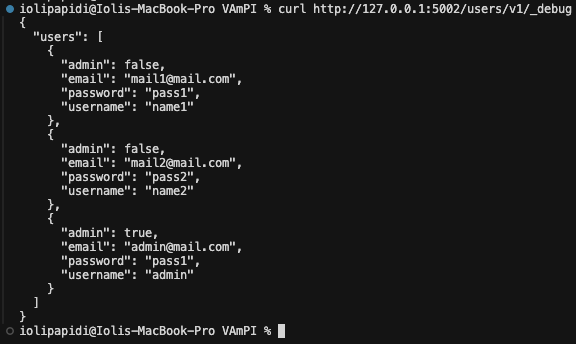 iolipapidi@Iolis-MacBook-Pro VAmPI % curl http://127.0.0.1:5002/users/v1/_debug
{
  "users": [
    {
      "admin": false,
      "email": "mail1@mail.com",
      "password": "pass1",
      "username": "name1"
    },
    {
      "admin": false,
      "email": "mail2@mail.com",
      "password": "pass2",
      "username": "name2"
    },
    {
      "admin": true,
      "email": "admin@mail.com",
      "password": "pass1",
      "username": "admin"
    }
  ]
}
iolipapidi@Iolis-MacBook-Pro VAmPI %